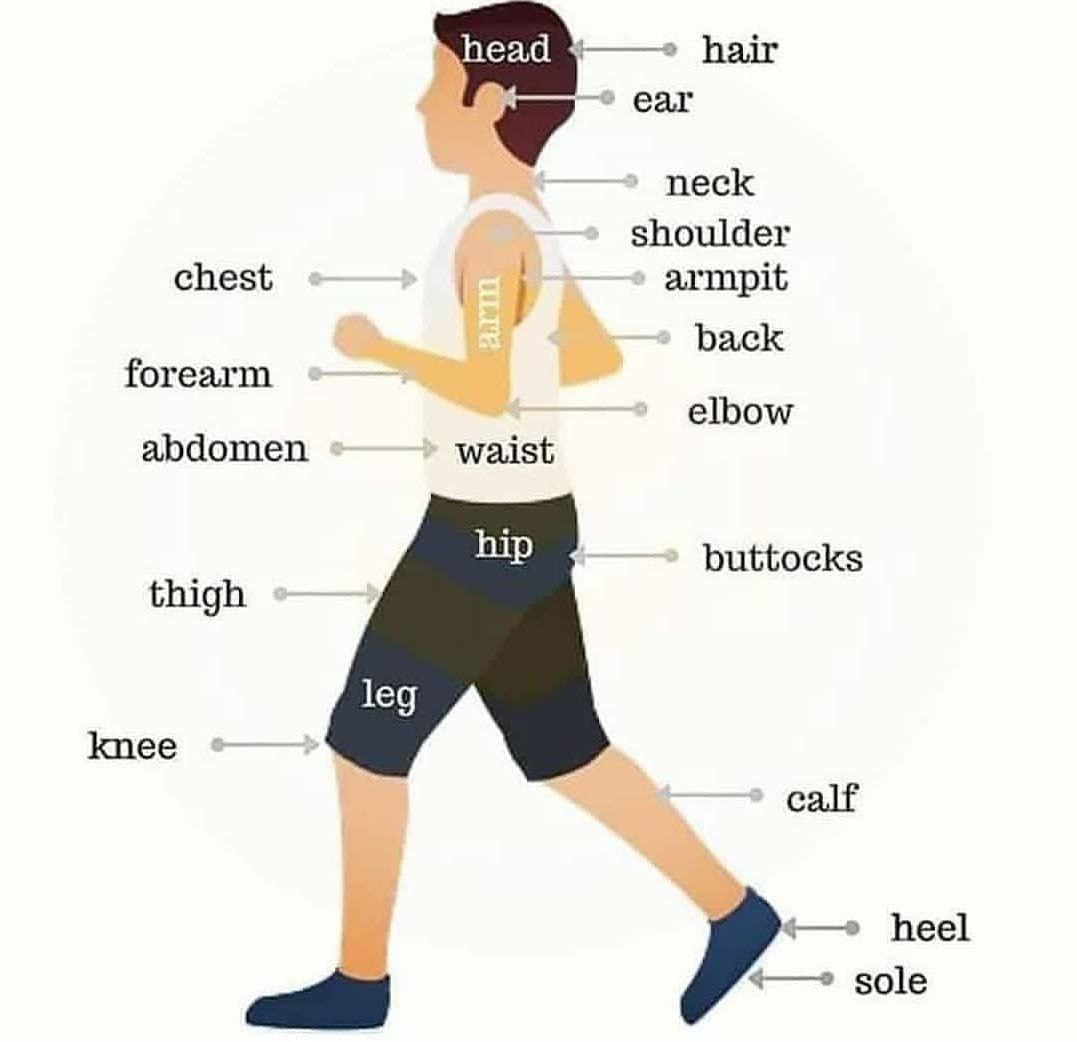 head
hair
ear
neck
shoulder
chest
armpit
arm
back
forearm
elbow
abdomen
waist
hip
buttocks
thigh
leg
knee
calf
heel
sole